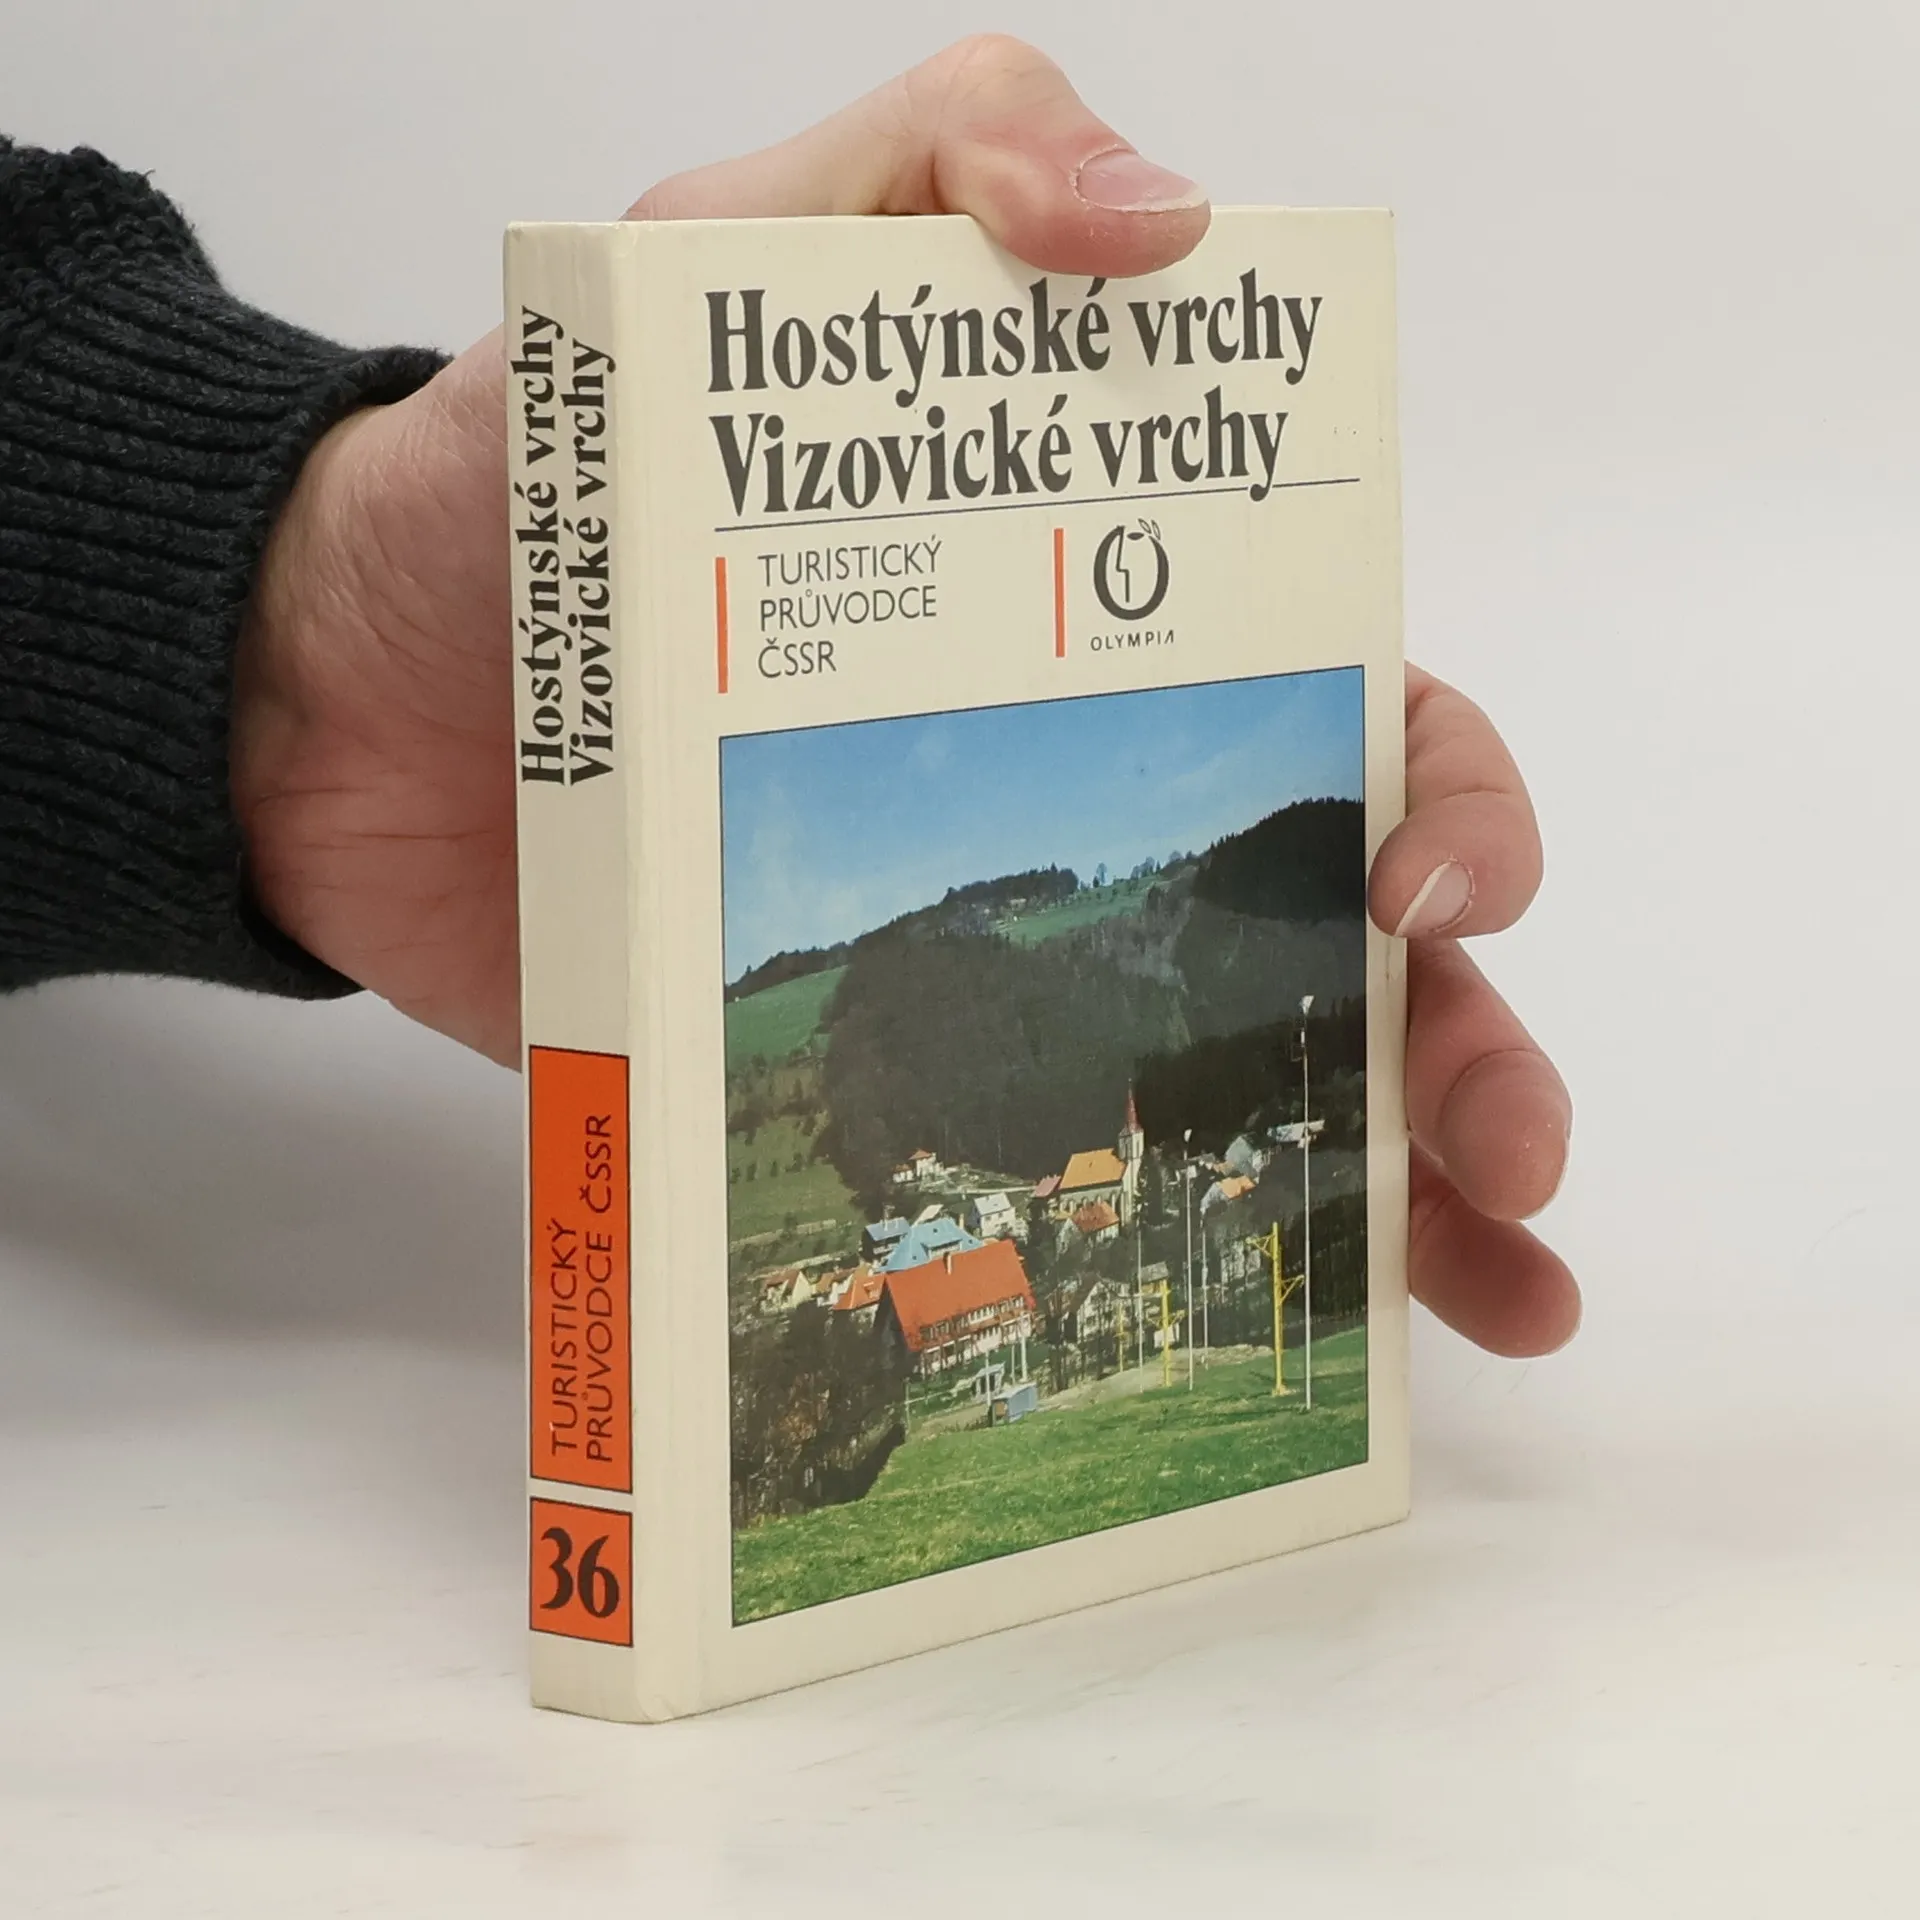 Hostýnské vrchy
Vizovické vrchy
TURISTICKÝ
PRŮVODCE
ČSSR
OLYMPIA
Hostýnské vrchy
Vizovické vrchy
TURISTICKÝ
PRŮVODCE ČSSR
36